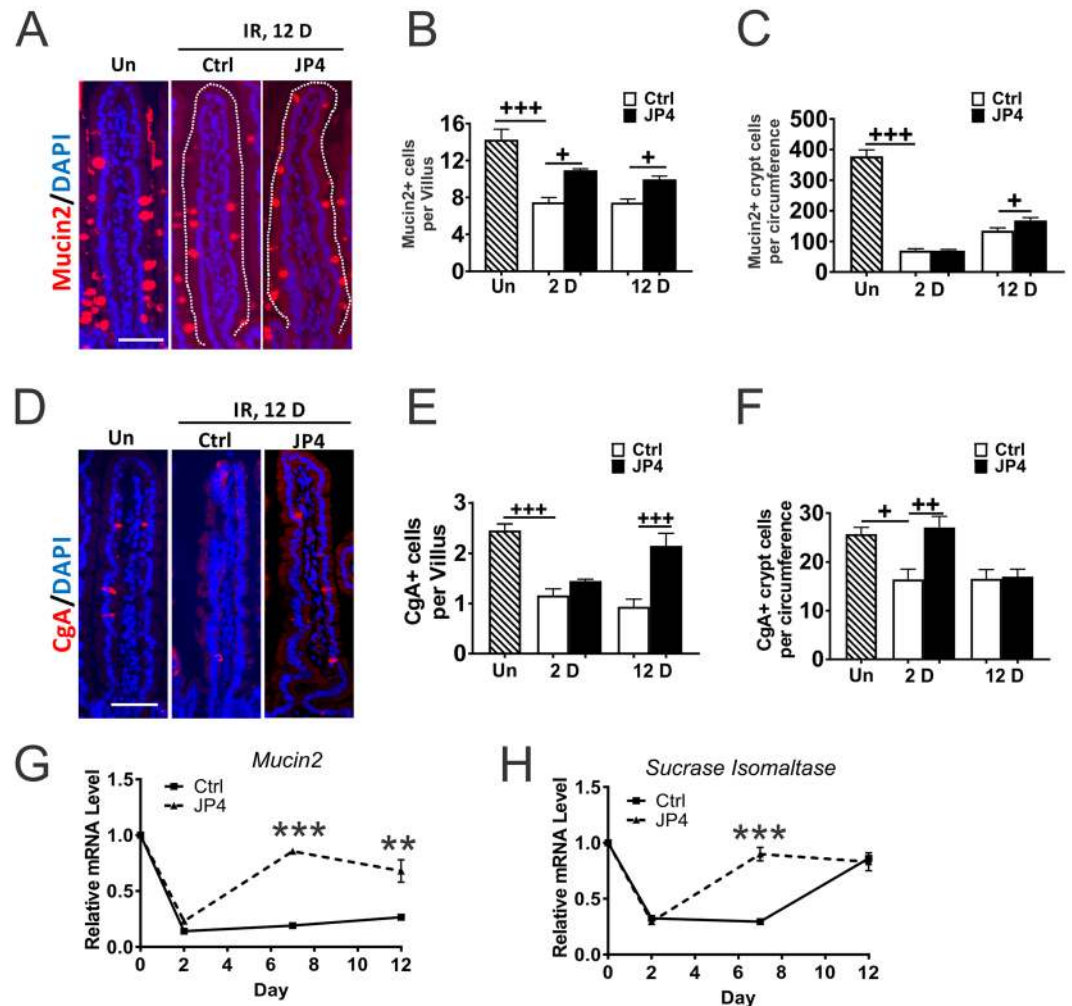 A
IR, 12 D
Un Ctrl JP4
Mucin2/DAPI
B
Ctrl
JP4
+++
+
+
Mucin2+ cells
per Villus
16
12
8
4
0
Un 2 D 12 D
C
Ctrl
JP4
+++
+
Mucin2+ crypt cells
per circumference
500
400
300
200
100
0
Un 2 D 12 D
D
IR, 12 D
Un Ctrl JP4
CgA/DAPI
E
Ctrl
JP4
+++
+++
CgA+ cells
per Villus
3
2
1
0
Un 2 D 12 D
F
Ctrl
JP4
+
++
CgA+ crypt cells
per circumference
30
20
10
0
Un 2 D 12 D
G
Mucin2
Ctrl
JP4
***
**
Relative mRNA Level
1.5
1.0
0.5
0.0
0 2 4 6 8 10 12
Day
H
Sucrase Isomaltase
Ctrl
JP4
***
Relative mRNA Level
1.5
1.0
0.5
0.0
0 2 4 6 8 10 12
Day